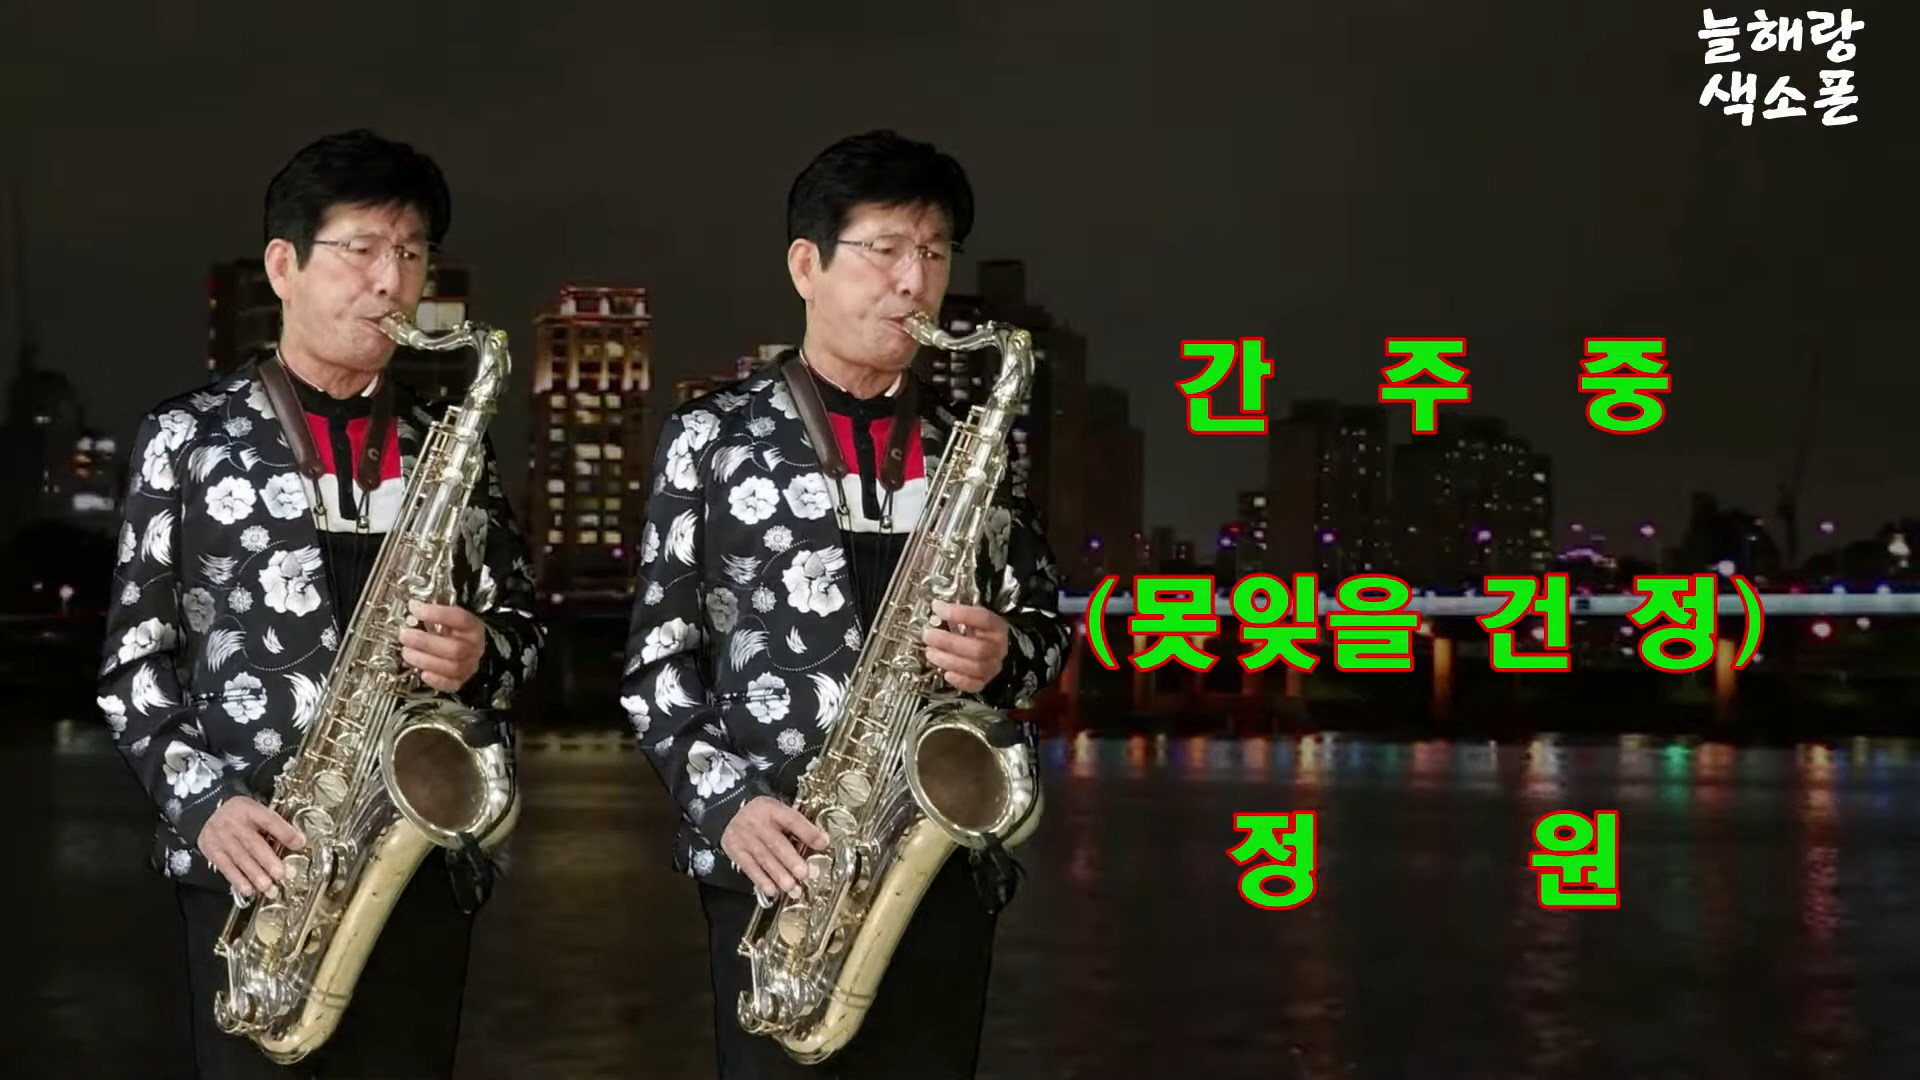 늘해랑
색소폰
간 주 중
(못잊을 건 정)
정 원